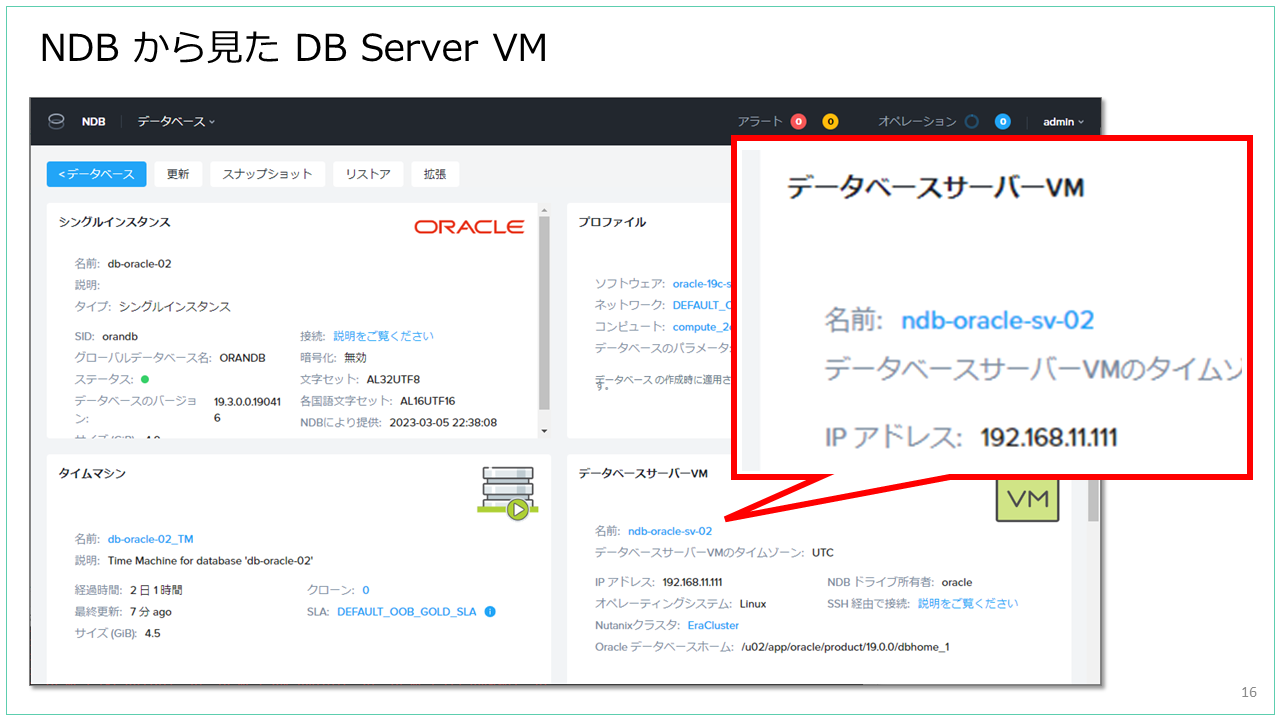 NDB から見た DB Server VM
NDB データベース アラート 0 0 オペレーション 0 admin
<データベース 更新 スナップショット リストア 拡張
シングルインスタンス
ORACLE
名前: db-oracle-02
説明:
タイプ: シングルインスタンス
SID: orandb
グローバルデータベース名: ORANDB
ステータス:
データベースのバージョン: 19.3.0.0.190416
接続: 説明をご覧ください
暗号化: 無効
文字セット: AL32UTF8
各国語文字セット: AL16UTF16
NDBにより提供: 2023-03-05 22:38:08
プロファイル
ソフトウェア: oracle-19c-s
ネットワーク: DEFAULT_
コンピュート: compute_2
データベースのパラメータ
データベース の作成時に適用さ
す。
データベースサーバーVM
名前: ndb-oracle-sv-02
データベースサーバーVMのタイムゾ
IP アドレス: 192.168.11.111
タイムマシン
名前: db-oracle-02_TM
説明: Time Machine for database 'db-oracle-02'
経過時間: 2 日 1 時間
最終更新: 7 分 ago
サイズ (GiB): 4.5
クローン: 0
SLA: DEFAULT_OOB_GOLD_SLA
データベースサーバーVM
VM
名前: ndb-oracle-sv-02
データベースサーバーVMのタイムゾーン: UTC
IP アドレス: 192.168.11.111
オペレーティングシステム: Linux
Nutanixクラスタ: EraCluster
Oracle データベースホーム: /u02/app/oracle/product/19.0.0/dbhome_1
NDB ドライブ所有者: oracle
SSH 経由で接続: 説明をご覧ください
16